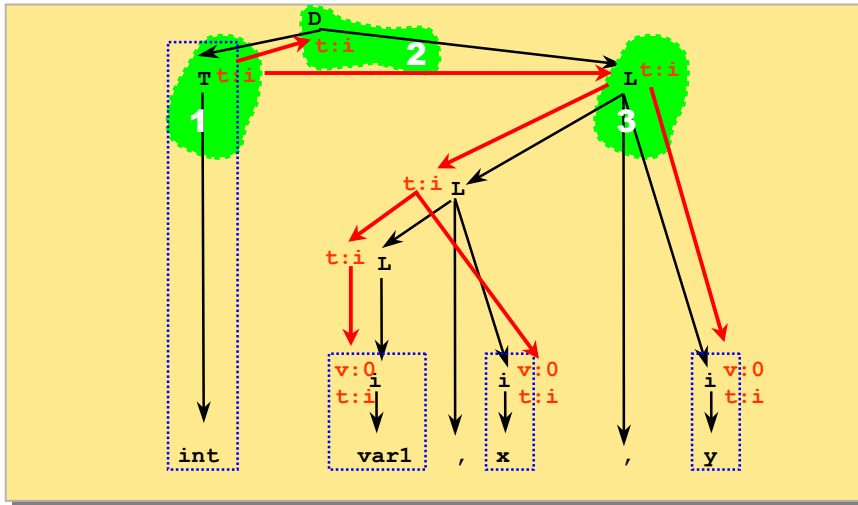 D
t:i 2
T t:i L t:i
1 3
t:i L
t:i L
v:0 v:0 v:0
i i i
t:i t:i t:i
int var1 , x , y